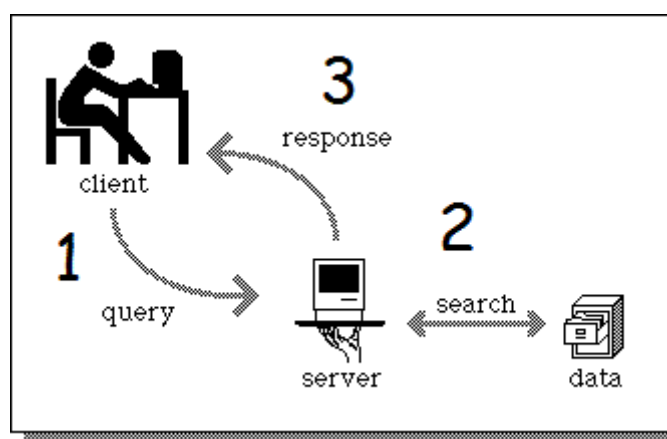 3
response
client
1
query
2
search
server
data